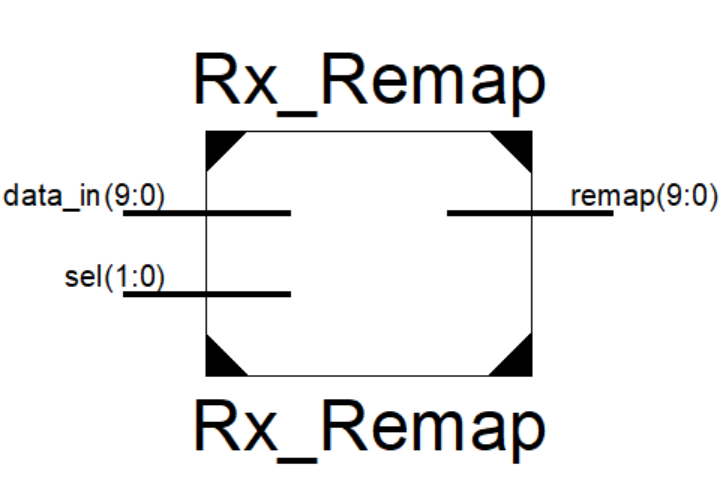 Rx_Remap
data_in(9:0)
remap(9:0)
sel(1:0)
Rx_Remap